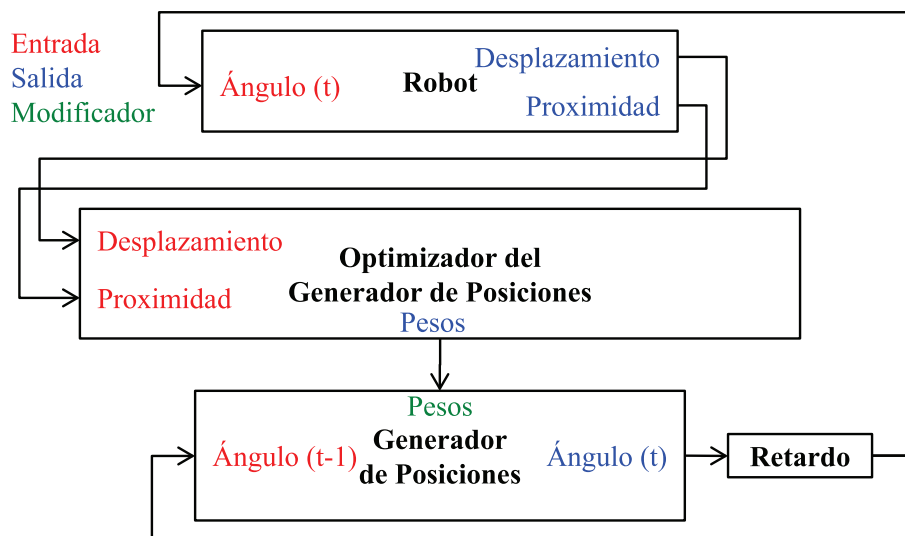 Entrada
Salida
Modificador
Ángulo (t)
Robot
Desplazamiento
Proximidad
Desplazamiento
Proximidad
Optimizador del
Generador de Posiciones
Pesos
Pesos
Ángulo (t-1)
Generador
de Posiciones
Ángulo (t)
Retardo